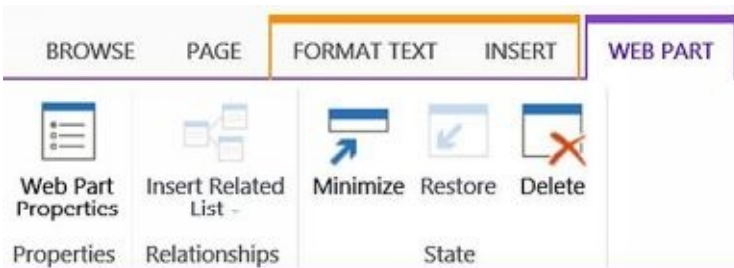 BROWSE PAGE FORMAT TEXT INSERT WEB PART
Web Part Insert Related Minimize Restore Delete
Properties List
Properties Relationships State